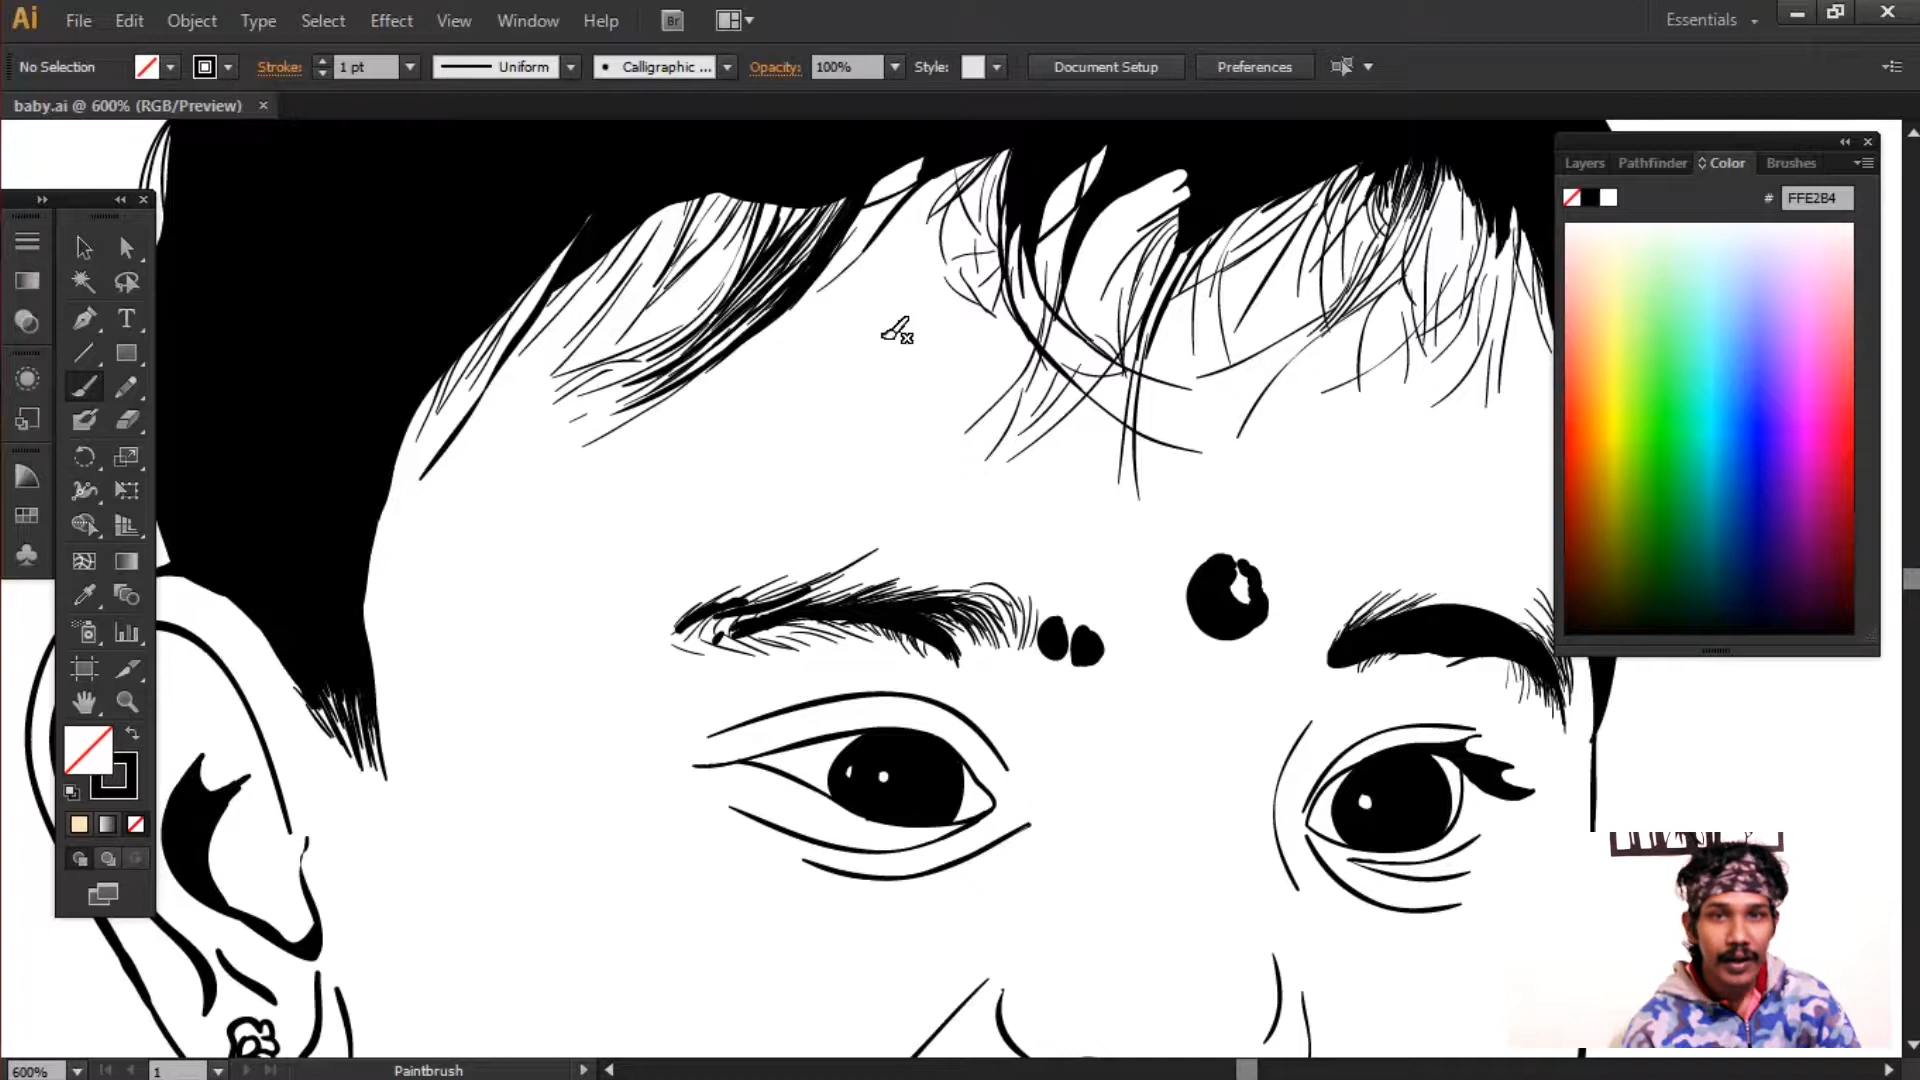 Ai File Edit Object Type Select Effect View Window Help Br Essentials
No Selection Stroke: 1 pt Uniform Calligraphic ... Opacity: 100% Style: Document Setup Preferences
baby.ai @ 600% (RGB/Preview)
Layers Pathfinder Color Brushes
# FFE2B4
T
600% 1 Paintbrush